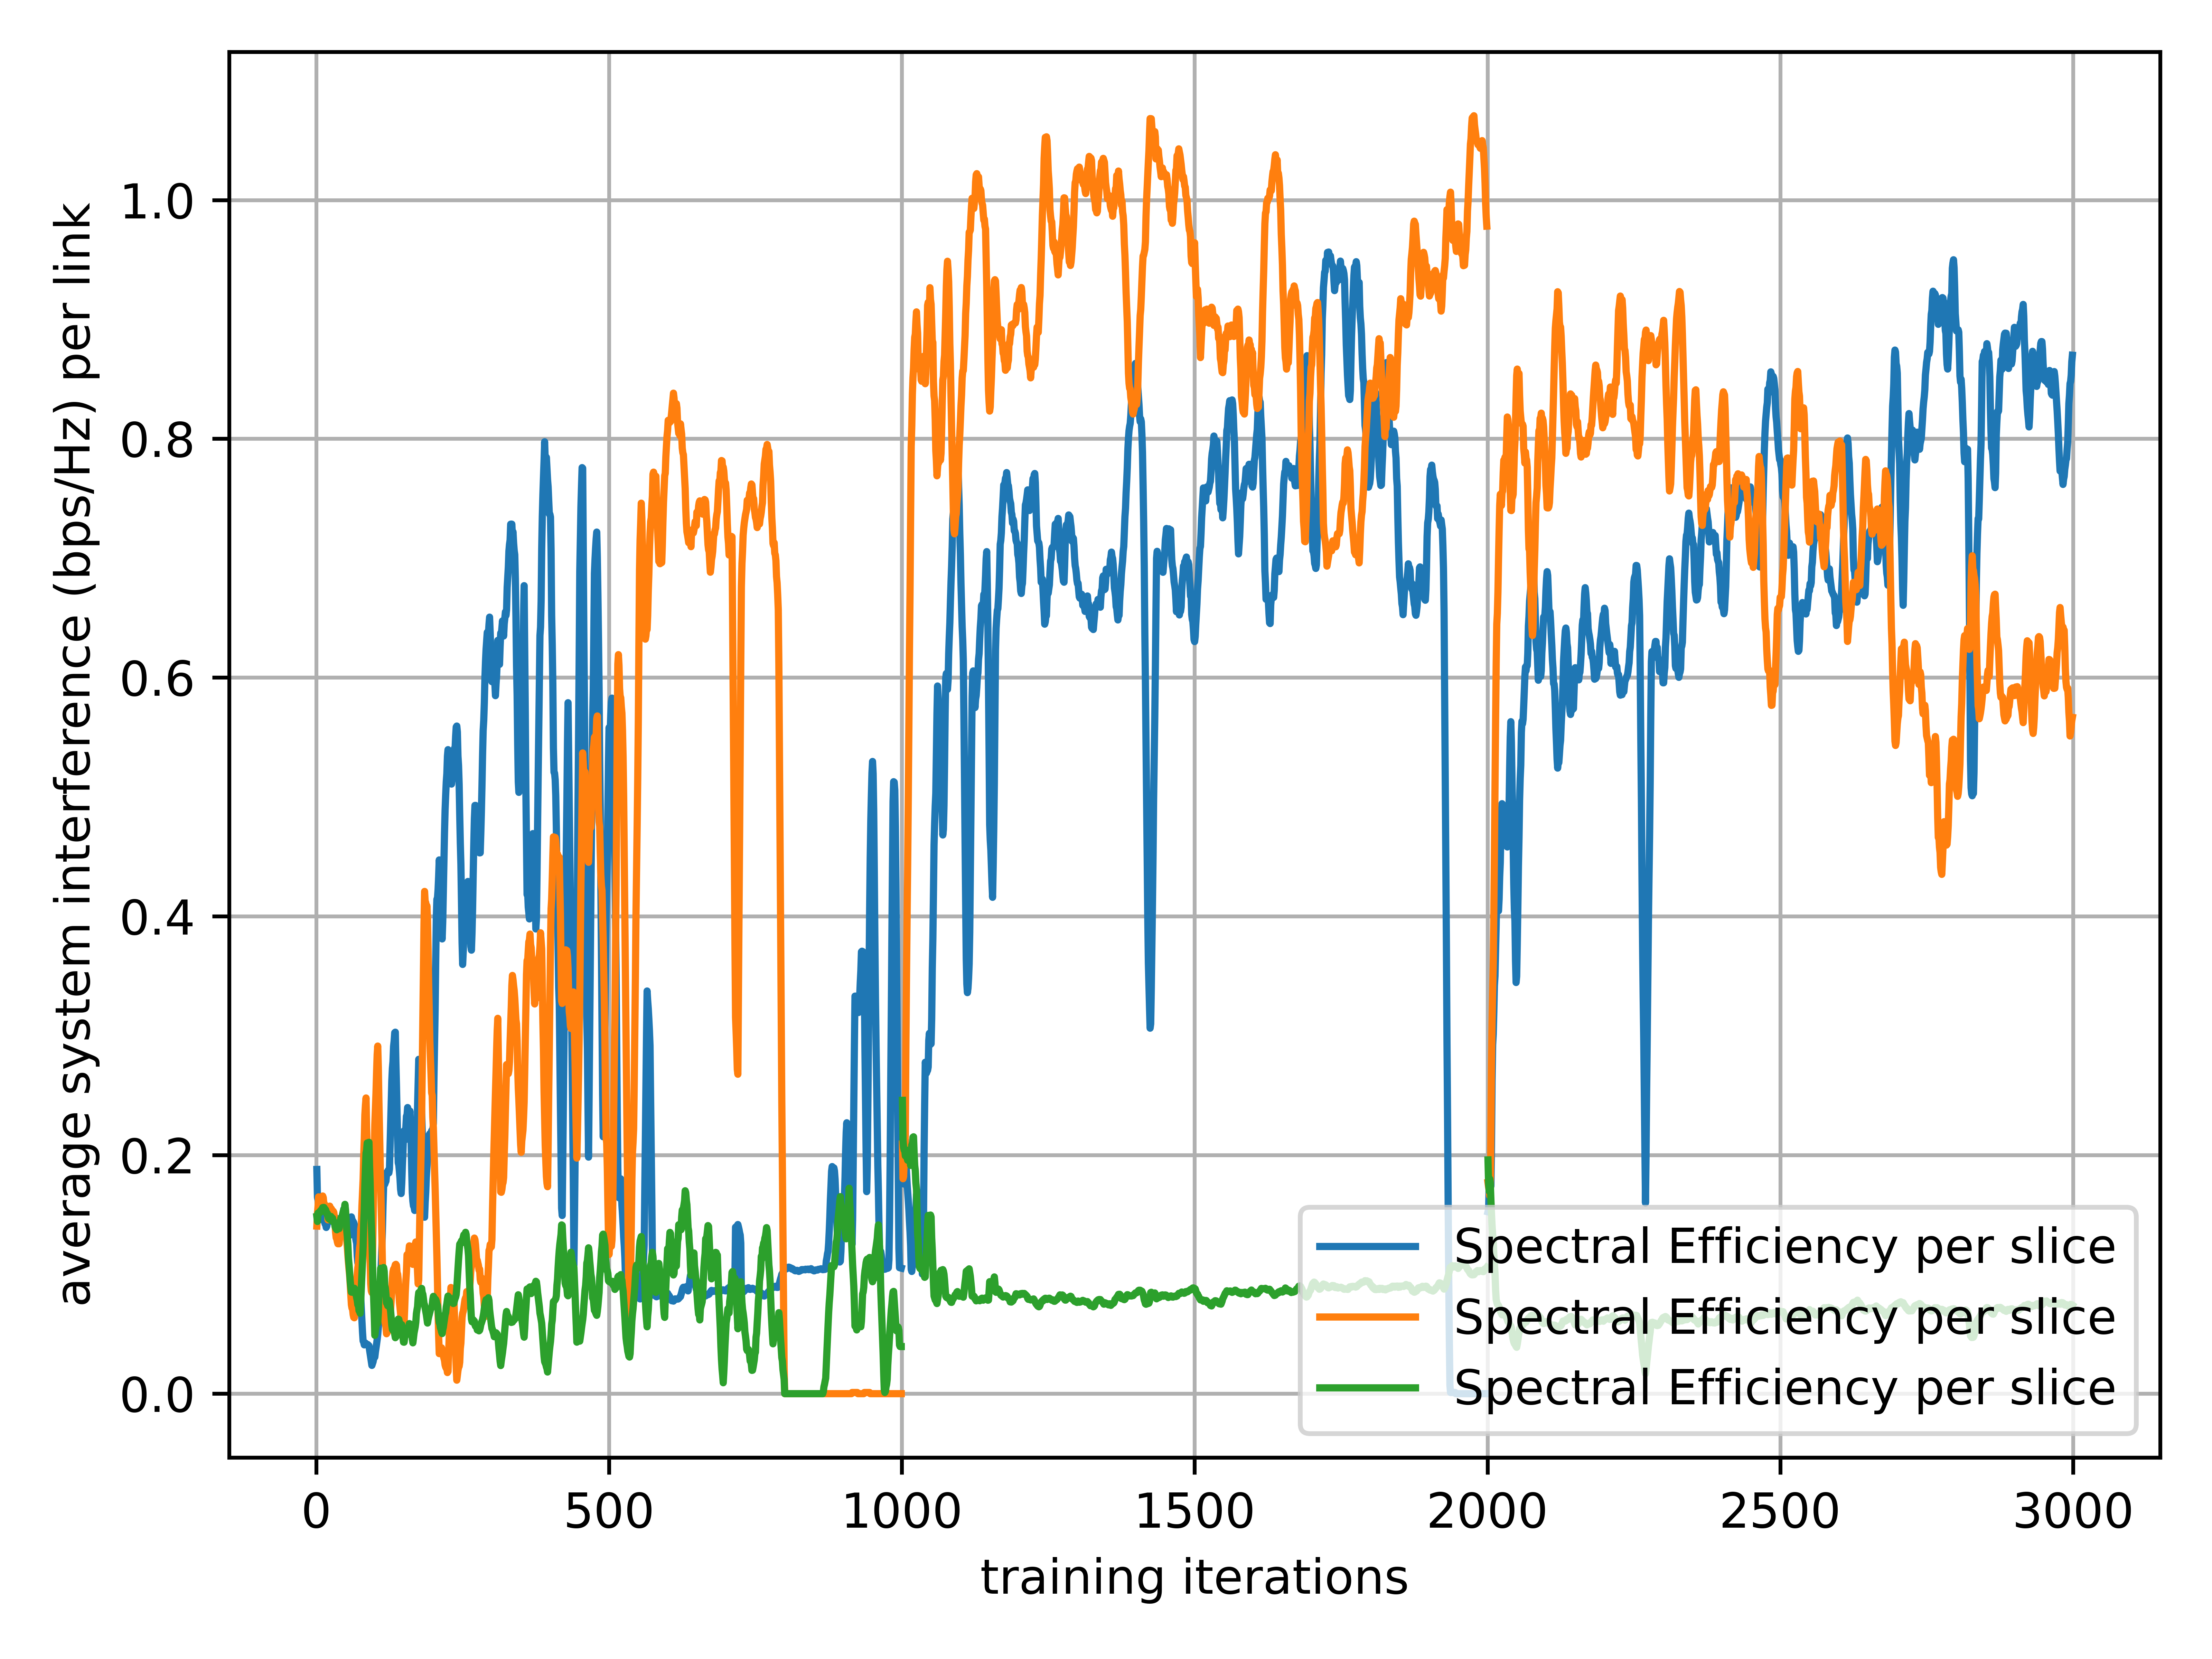 average system interference (bps/Hz) per link
1.0
0.8
0.6
0.4
0.2
0.0
Spectral Efficiency per slice
Spectral Efficiency per slice
Spectral Efficiency per slice
0 500 1000 1500 2000 2500 3000
training iterations